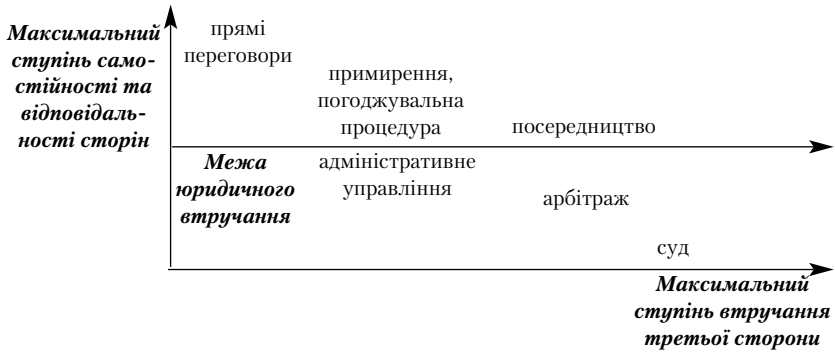 Максимальний
ступінь само-
стійності та
відповідаль-
ності сторін
прямі
переговори
примирення,
погоджувальна
процедура
посередництво
Межа
юридичного
втручання
адміністративне
управління
арбітраж
суд
Максимальний
ступінь втручання
третьої сторони